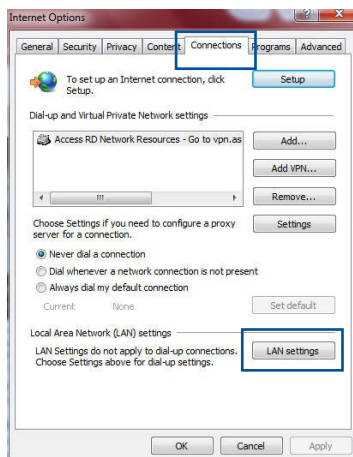 Internet Options
General Security Privacy Content Connections Programs Advanced
To set up an Internet connection, click
Setup.
Setup
Dial-up and Virtual Private Network settings
Access RD Network Resources - Go to vpn.as
Add...
Add VPN...
Remove...
Choose Settings if you need to configure a proxy
server for a connection.
Settings
Never dial a connection
Dial whenever a network connection is not present
Always dial my default connection
Current None
Set default
Local Area Network (LAN) settings
LAN Settings do not apply to dial-up connections.
Choose Settings above for dial-up settings.
LAN settings
OK Cancel Apply